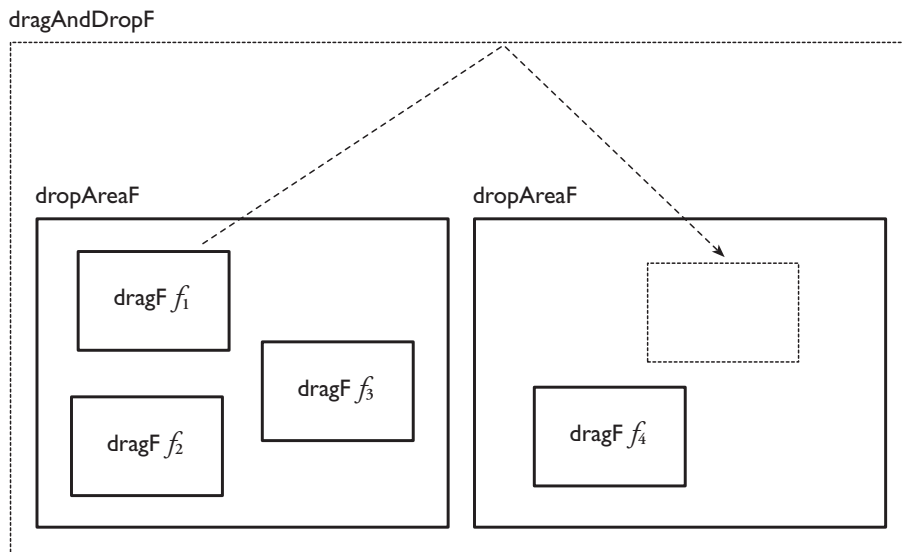 dragAndDropF
dropAreaF
dropAreaF
dragF f₁
dragF f₃
dragF f₂
dragF f₄